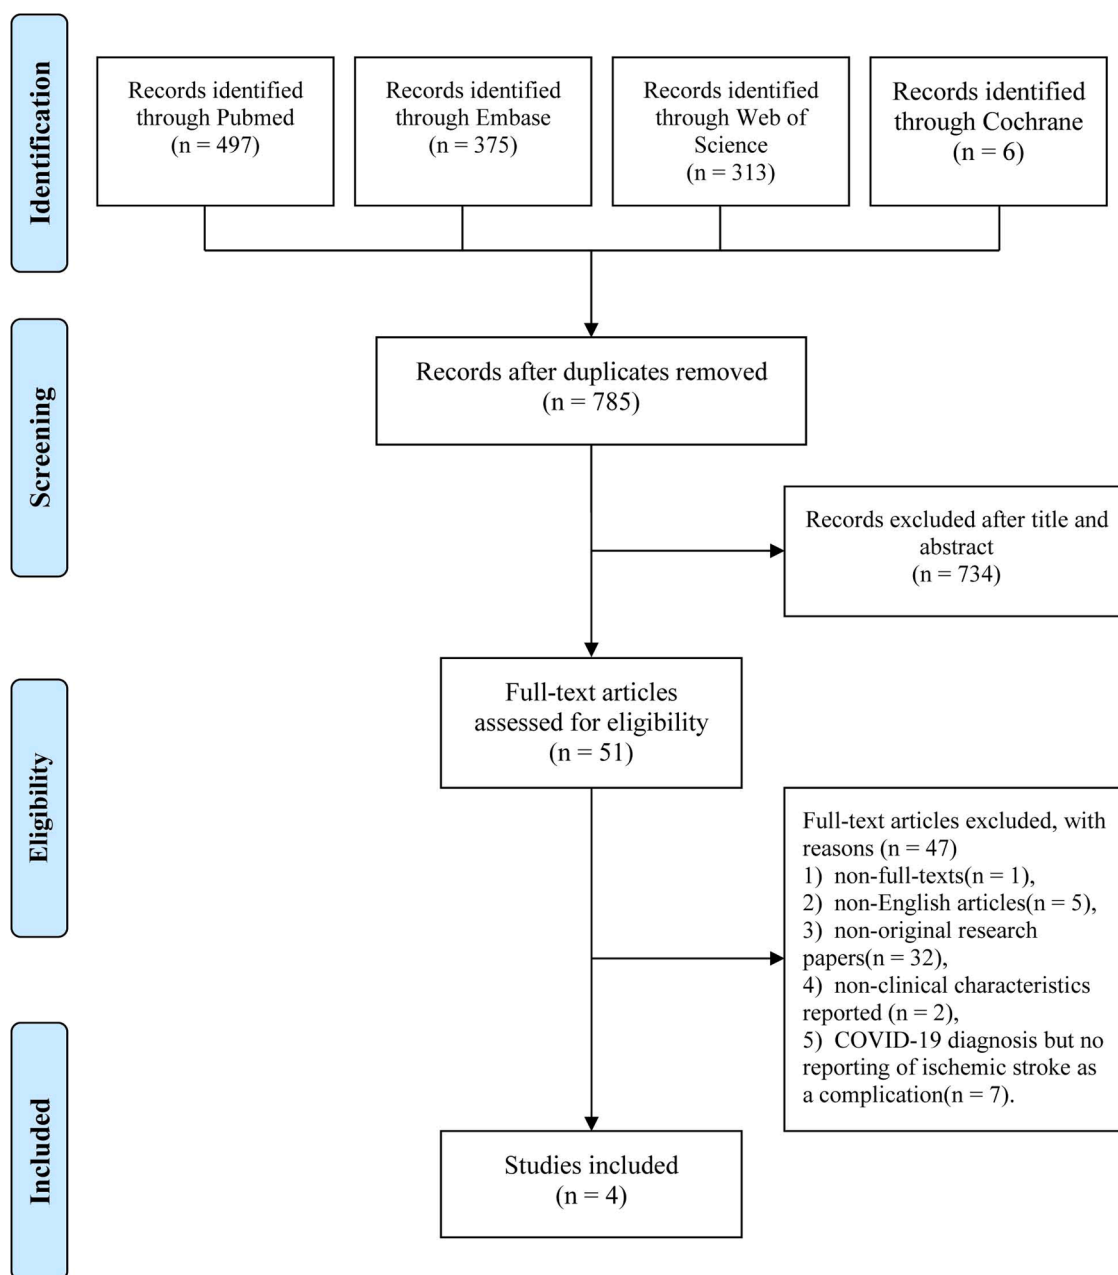 Identification
Records identified
through Pubmed
(n = 497)
Records identified
through Embase
(n = 375)
Records identified
through Web of
Science
(n = 313)
Records identified
through Cochrane
(n = 6)
Screening
Records after duplicates removed
(n = 785)
Records excluded after title and
abstract
(n = 734)
Eligibility
Full-text articles
assessed for eligibility
(n = 51)
Full-text articles excluded, with
reasons (n = 47)
1) non-full-texts(n = 1),
2) non-English articles(n = 5),
3) non-original research
papers(n = 32),
4) non-clinical characteristics
reported (n = 2),
5) COVID-19 diagnosis but no
reporting of ischemic stroke as
a complication(n = 7).
Included
Studies included
(n = 4)